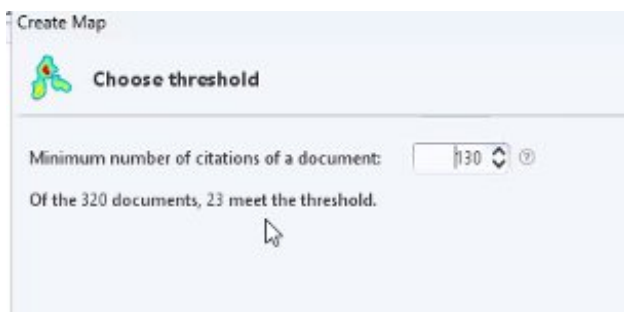 Create Map
Choose threshold
Minimum number of citations of a document: 130
Of the 320 documents, 23 meet the threshold.